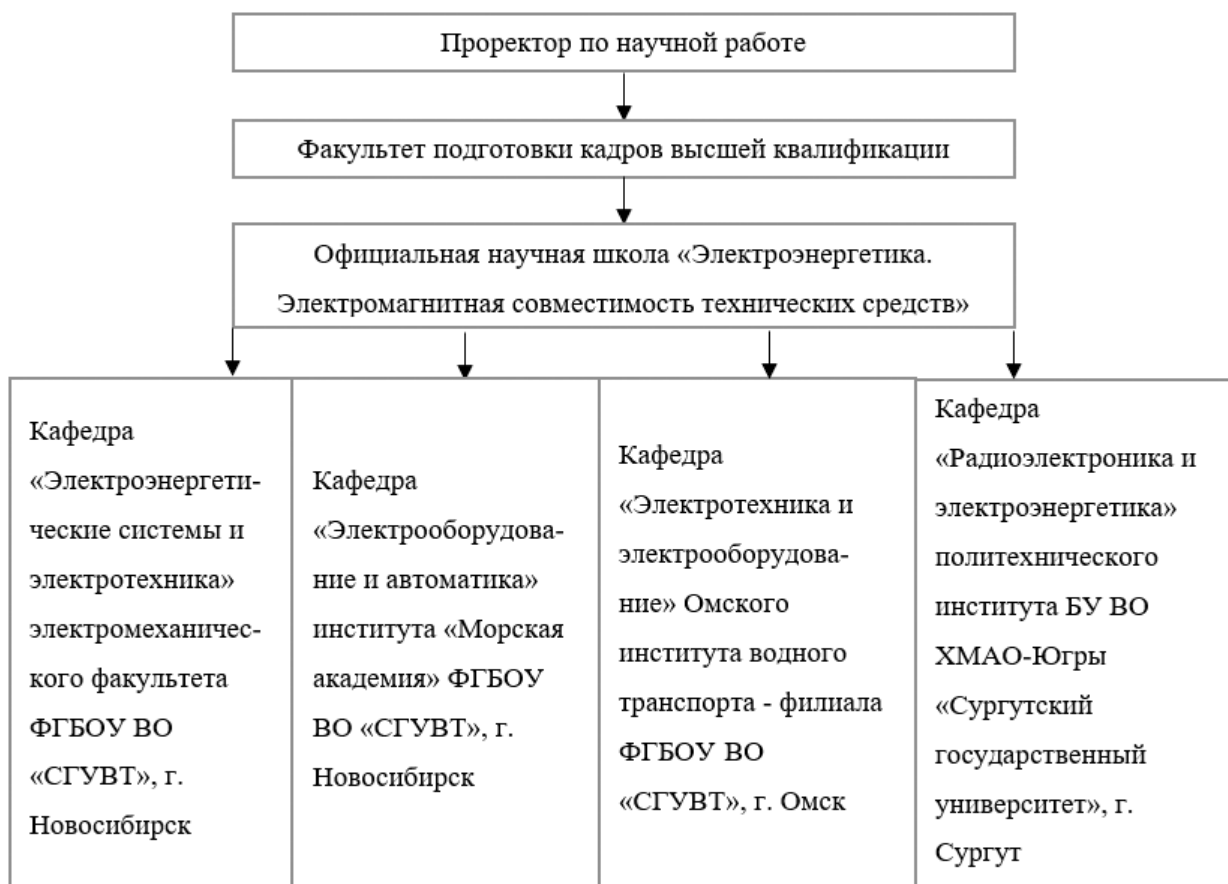 Проректор по научной работе
Факультет подготовки кадров высшей квалификации
Официальная научная школа «Электроэнергетика.
Электромагнитная совместимость технических средств»
Кафедра
«Электроэнергети-
ческие системы и
электротехника»
электромеханичес-
кого факультета
ФГБОУ ВО
«СГУВТ», г.
Новосибирск
Кафедра
«Электрооборудова-
ние и автоматика»
института «Морская
академия» ФГБОУ
ВО «СГУВТ», г.
Новосибирск
Кафедра
«Электротехника и
электрооборудова-
ние» Омского
института водного
транспорта - филиала
ФГБОУ ВО
«СГУВТ», г. Омск
Кафедра
«Радиоэлектроника и
электроэнергетика»
политехнического
института БУ ВО
ХМАО-Югры
«Сургутский
государственный
университет», г.
Сургут